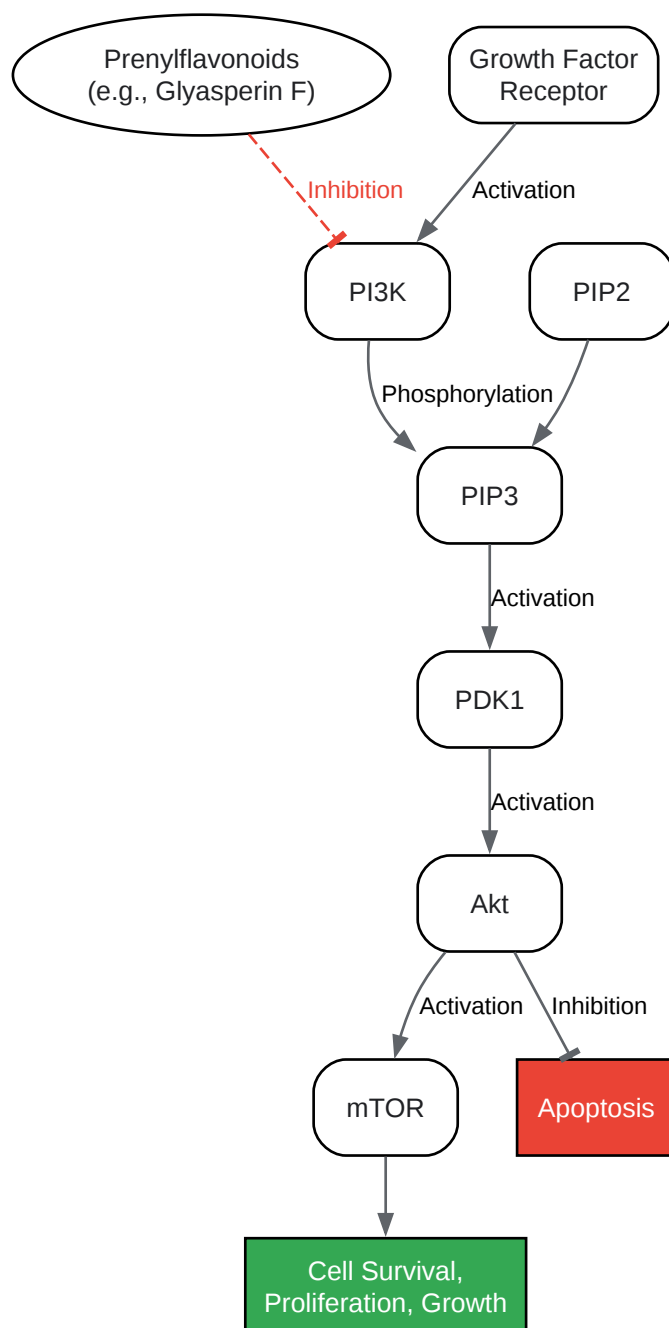 Prenylflavonoids
(e.g., Glyasperin F)
Growth Factor
Receptor
Inhibition
Activation
PI3K
PIP2
Phosphorylation
PIP3
Activation
PDK1
Activation
Akt
Activation
Inhibition
mTOR
Apoptosis
Cell Survival,
Proliferation, Growth